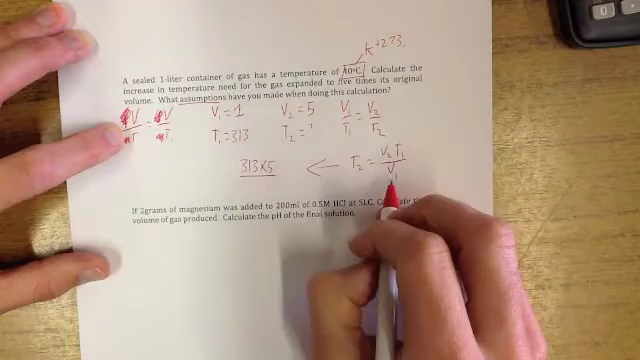 K+273.
A sealed 1-liter container of gas has a temperature of 40°C. Calculate the
increase in temperature need for the gas expanded to five times its original
volume. What assumptions have you made when doing this calculation?
V/T = V/T V₁=1 V₂=5 V₁/T₁ = V₂/T₂
T₁=313 T₂=?
313x5 ← T₂ = V₂T₁/V₁
If 2grams of magnesium was added to 200ml of 0.5M HCl at SLC. Calculate the
volume of gas produced. Calculate the pH of the final solution.